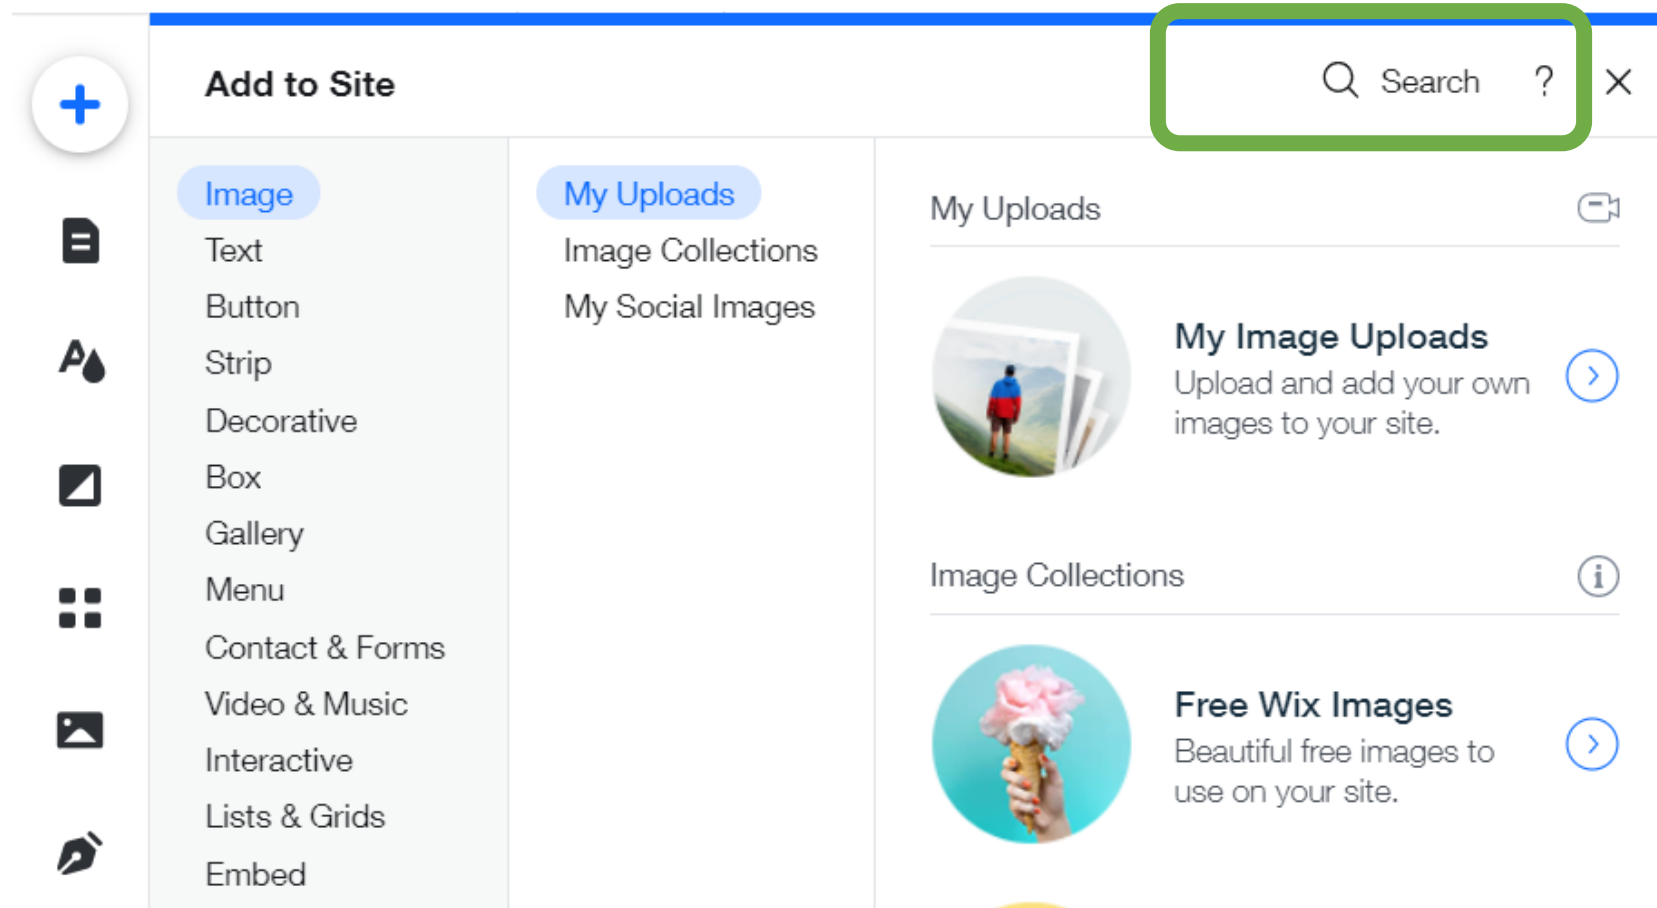 Add to Site
Search ?
Image
Text
Button
Strip
Decorative
Box
Gallery
Menu
Contact & Forms
Video & Music
Interactive
Lists & Grids
Embed
My Uploads
Image Collections
My Social Images
My Uploads
My Image Uploads
Upload and add your own
images to your site.
Image Collections
Free Wix Images
Beautiful free images to
use on your site.